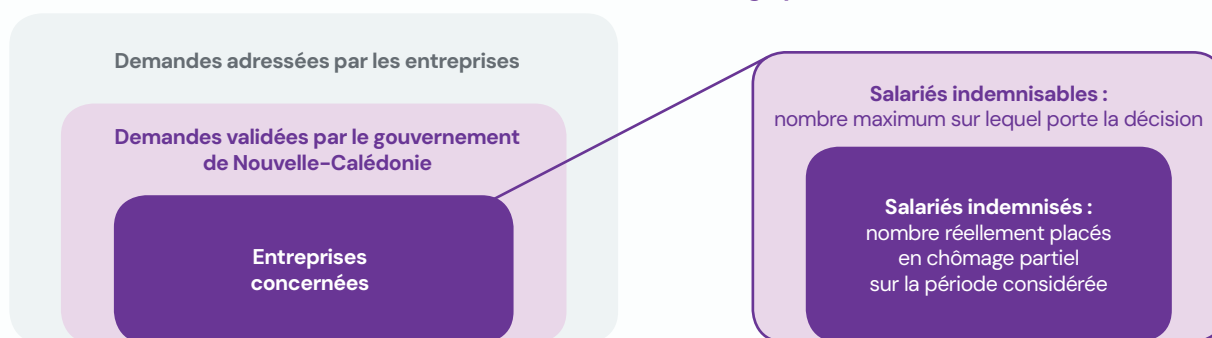 Demandes adressées par les entreprises
Demandes validées par le gouvernement
de Nouvelle-Calédonie
Entreprises
concernées
Salariés indemnisables :
nombre maximum sur lequel porte la décision
Salariés indemnisés :
nombre réellement placés
en chômage partiel
sur la période considérée